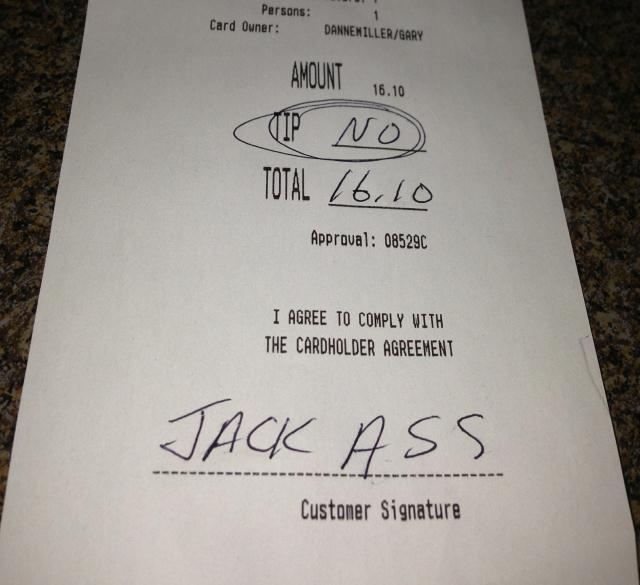 Persons: 1
Card Owner: DANNEMILLER/GARY
AMOUNT 16.10
TIP NO
TOTAL 16.10
Approval: 08529C
I AGREE TO COMPLY WITH
THE CARDHOLDER AGREEMENT
JACK ASS
Customer Signature